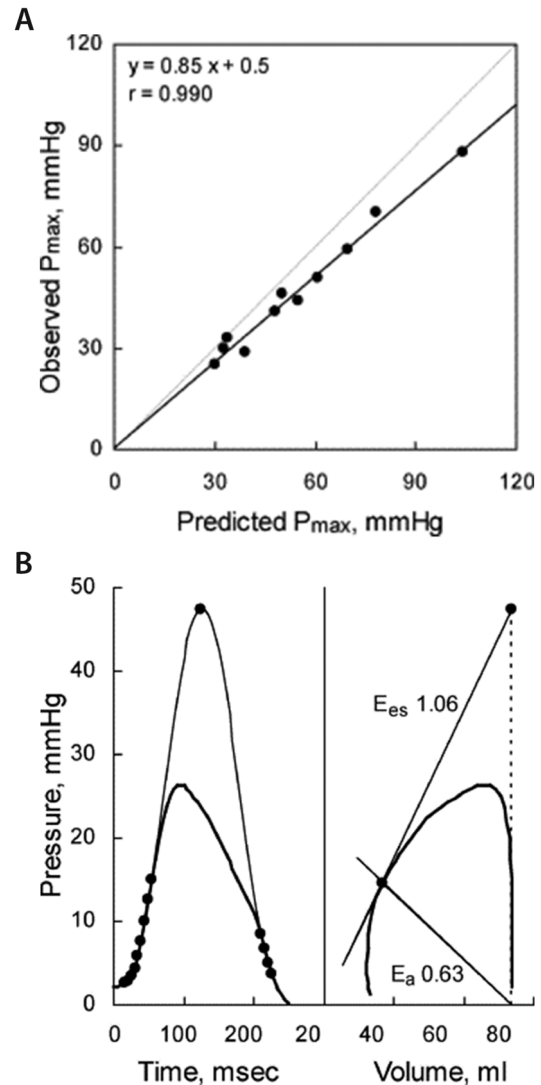 A
120
90
60
30
0
y = 0.85 x + 0.5
r = 0.990
Observed Pmax, mmHg
0 30 60 90 120
Predicted Pmax, mmHg
B
50
40
30
20
10
0
Pressure, mmHg
Ees 1.06
Ea 0.63
0 100 20 40 60 80
Time, msec Volume, ml